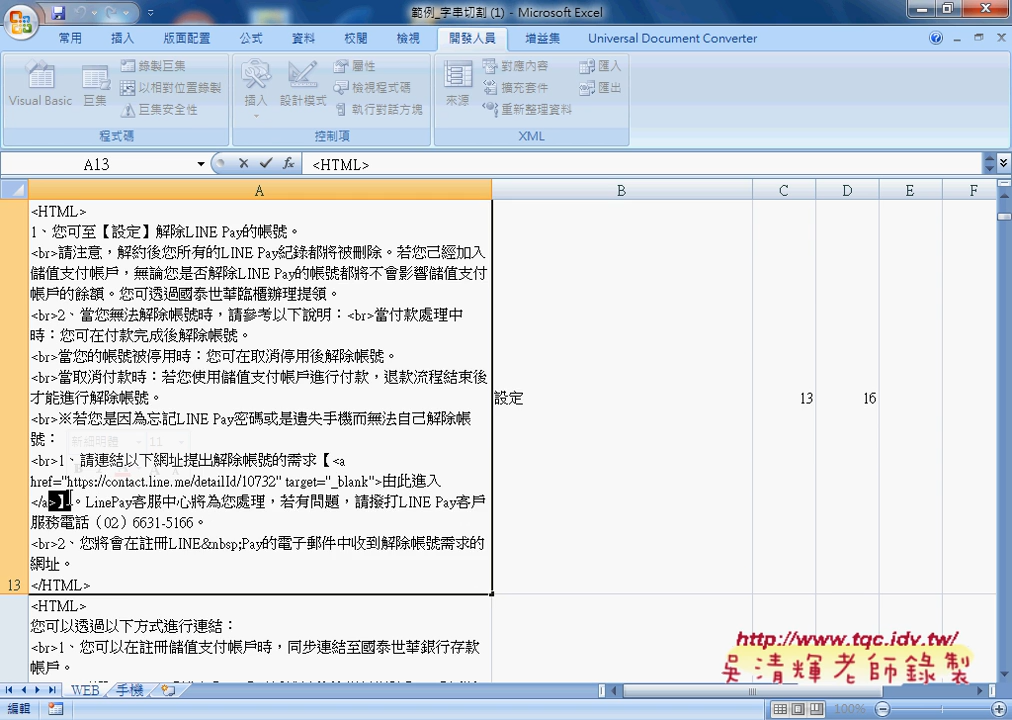 範例_字串切割 (1) - Microsoft Excel
常用 插入 版面配置 公式 資料 校閱 檢視 開發人員 增益集 Universal Document Converter
Visual Basic 巨集 錄製巨集 以相對位置錄製 巨集安全性 程式碼
插入 設計模式 屬性 檢視程式碼 執行對話方塊 控制項
來源 對應內容 擴充套件 重新整理資料 匯入 匯出 XML
A13 fx <HTML>
A B C D E F
<HTML>
1、您可至【設定】解除LINE Pay的帳號。
<br>請注意，解約後您所有的LINE Pay紀錄都將被刪除。若您已經加入
儲值支付帳戶，無論您是否解除LINE Pay的帳號都將不會影響儲值支付
帳戶的餘額。您可透過國泰世華臨櫃辦理提領。
<br>2、當您無法解除帳號時，請參考以下說明：<br>當付款處理中
時：您可在付款完成後解除帳號。
<br>當您的帳號被停用時：您可在取消停用後解除帳號。
<br>當取消付款時：若您使用儲值支付帳戶進行付款，退款流程結束後
才能進行解除帳號。
設定 13 16
<br>※若您是因為忘記LINE Pay密碼或是遺失手機而無法自己解除帳
號：
新細明體 11
<br>1、請連結以下網址提出解除帳號的需求【<a
href="https://contact.line.me/detailId/10732" target="_blank">由此進入
</a>】。LinePay客服中心將為您處理，若有問題，請撥打LINE Pay客戶
服務電話（02）6631-5166。
<br>2、您將會在註冊LINE&nbsp;Pay的電子郵件中收到解除帳號需求的
網址。
13 </HTML>
<HTML>
您可以透過以下方式進行連結：
<br>1、您可以在註冊儲值支付帳戶時，同步連結至國泰世華銀行存款
帳戶。
http://www.tqc.idv.tw/
吳清輝老師錄製
WEB 手機
編輯 100%